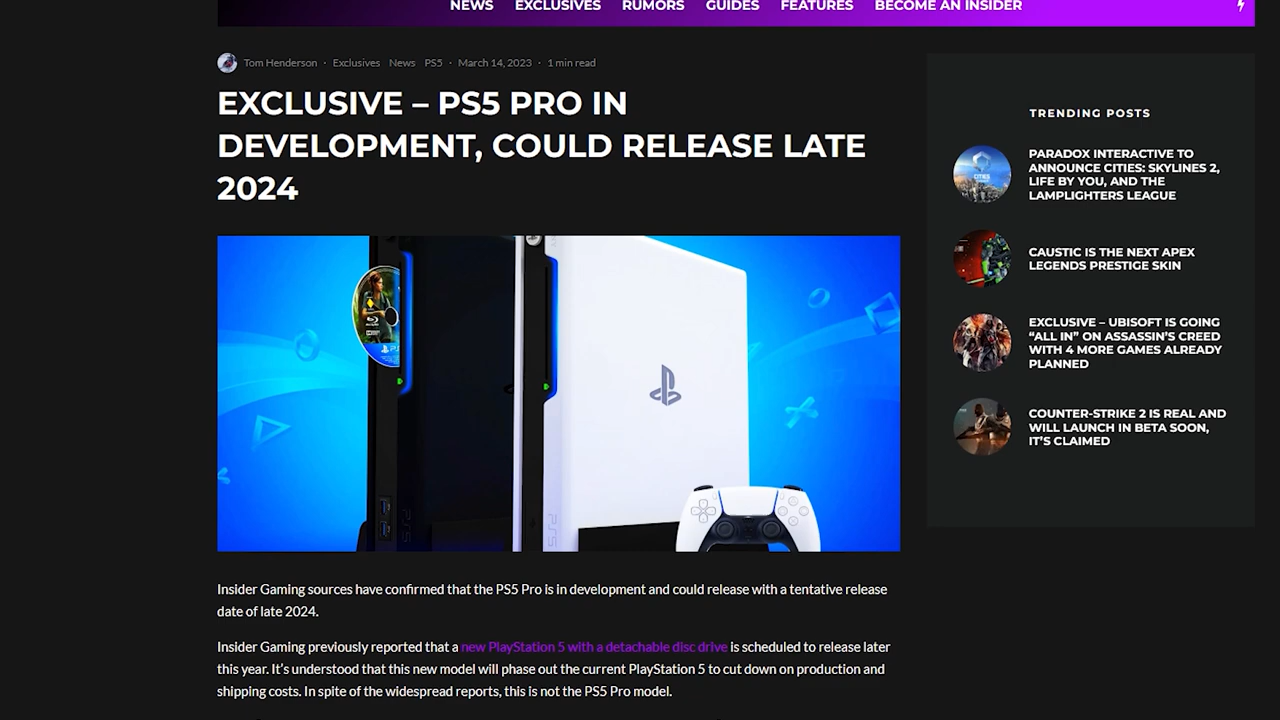 NEWS EXCLUSIVES RUMORS GUIDES FEATURES BECOME AN INSIDER
Tom Henderson · Exclusives News PS5 · March 14, 2023 · 1 min read
EXCLUSIVE – PS5 PRO IN
DEVELOPMENT, COULD RELEASE LATE
2024
PS5
PS5
Insider Gaming sources have confirmed that the PS5 Pro is in development and could release with a tentative release
date of late 2024.
Insider Gaming previously reported that a new PlayStation 5 with a detachable disc drive is scheduled to release later
this year. It's understood that this new model will phase out the current PlayStation 5 to cut down on production and
shipping costs. In spite of the widespread reports, this is not the PS5 Pro model.
TRENDING POSTS
PARADOX INTERACTIVE TO
ANNOUNCE CITIES: SKYLINES 2,
LIFE BY YOU, AND THE
LAMPLIGHTERS LEAGUE
CAUSTIC IS THE NEXT APEX
LEGENDS PRESTIGE SKIN
EXCLUSIVE – UBISOFT IS GOING
“ALL IN” ON ASSASSIN'S CREED
WITH 4 MORE GAMES ALREADY
PLANNED
COUNTER-STRIKE 2 IS REAL AND
WILL LAUNCH IN BETA SOON,
IT'S CLAIMED